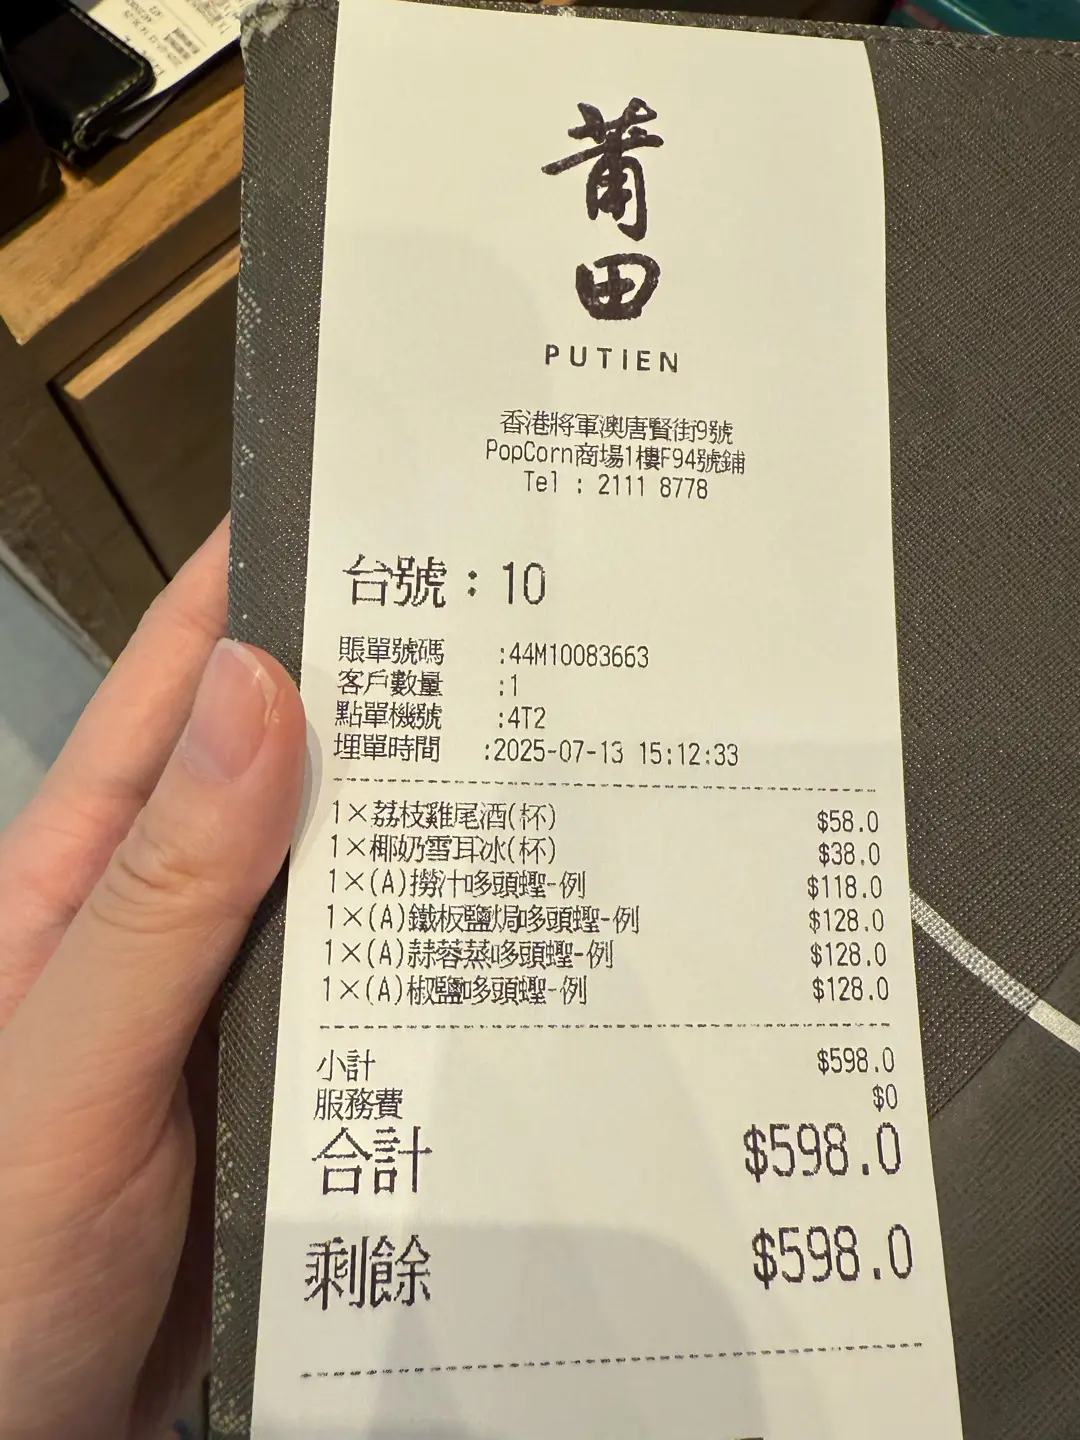 莆田
PUTIEN
香港將軍澳唐賢街9號
PopCorn商場1樓F94號鋪
Tel : 2111 8778
台號：10
賬單號碼 :44M10083663
客戶數量 :1
點單機號 :4T2
埋單時間 :2025-07-13 15:12:33
1×荔枝雞尾酒(杯) $58.0
1×椰奶雪耳冰(杯) $38.0
1×(A)撈汁哆頭蟶-例 $118.0
1×(A)鐵板鹽焗哆頭蟶-例 $128.0
1×(A)蒜蓉蒸哆頭蟶-例 $128.0
1×(A)椒鹽哆頭蟶-例 $128.0
小計 $598.0
服務費 $0
合計 $598.0
剩餘 $598.0